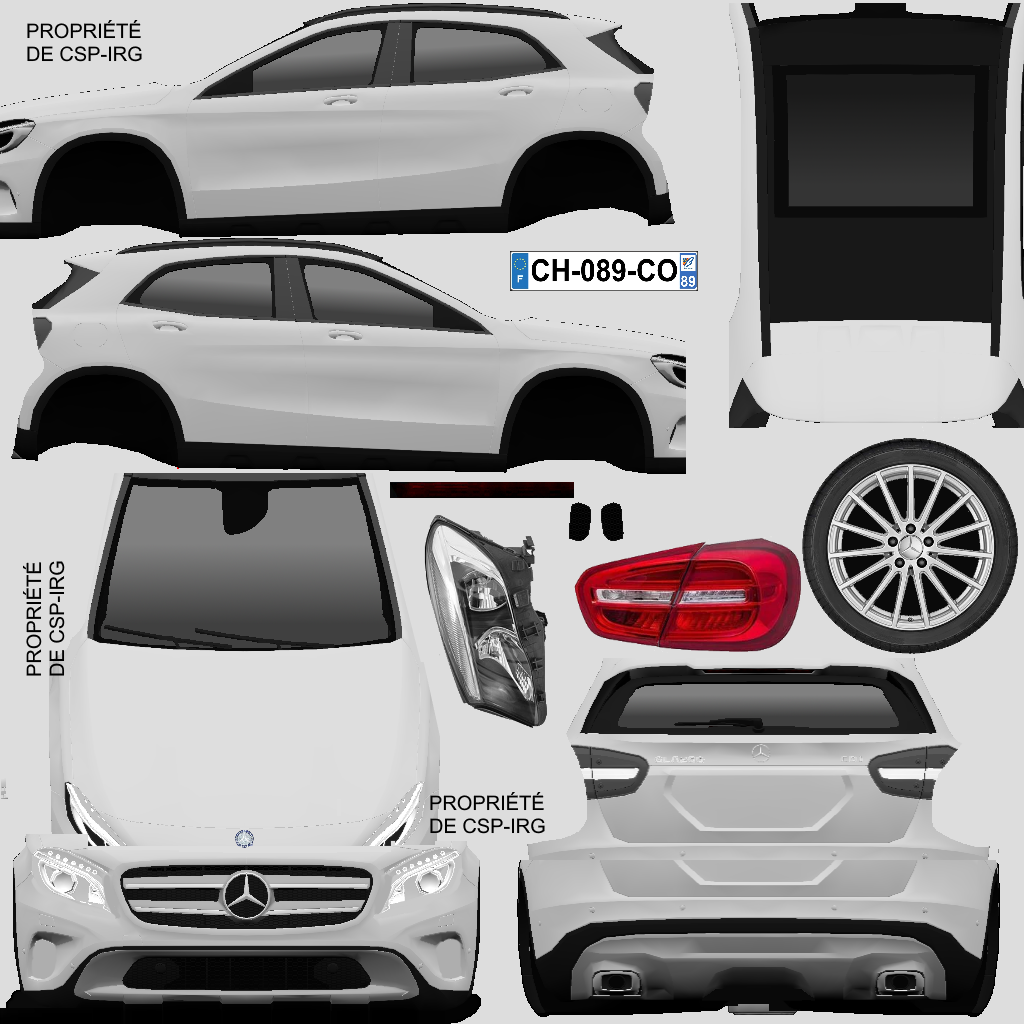 PROPRIÉTÉ
DE CSP-IRG
F
CH-089-CO
89
PROPRIÉTÉ
DE CSP-IRG
PROPRIÉTÉ
DE CSP-IRG